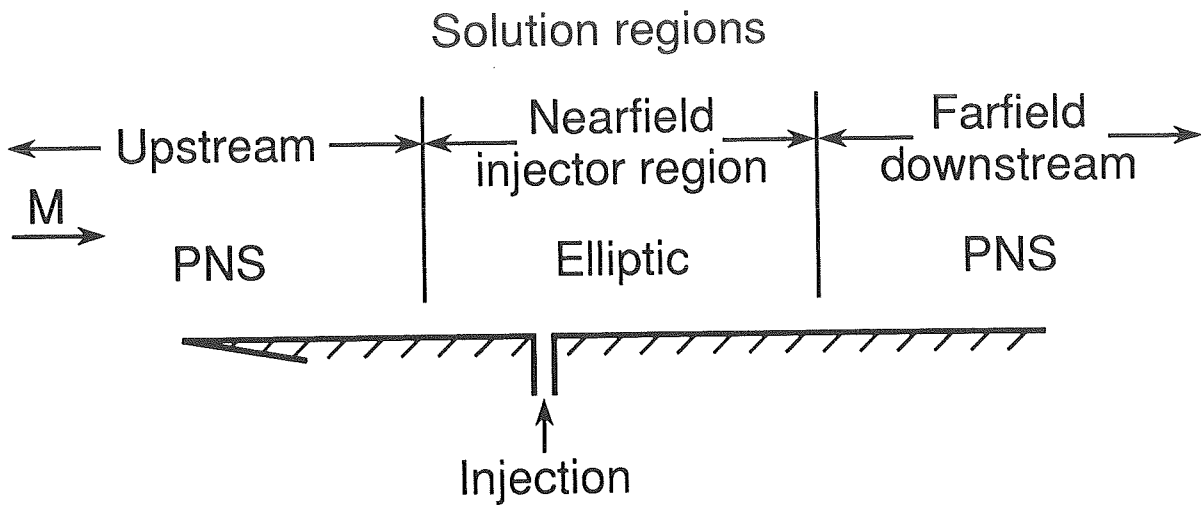 Solution regions
Upstream
Nearfield
injector region
Farfield
downstream
M
PNS
Elliptic
PNS
Injection